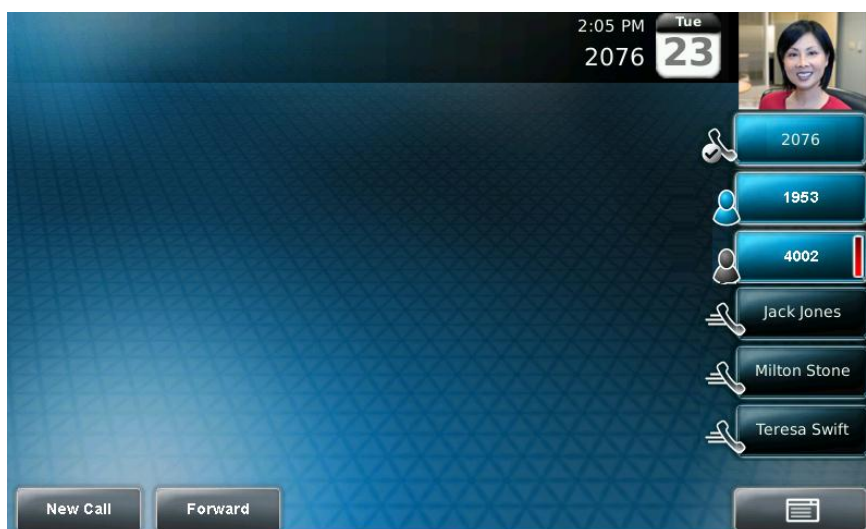 2:05 PM
Tue
2076
23
2076
1953
4002
Jack Jones
Milton Stone
Teresa Swift
New Call
Forward